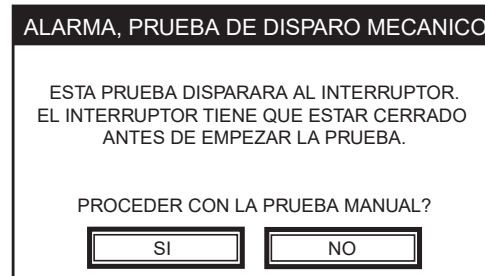 ALARMA, PRUEBA DE DISPARO MECANICO
ESTA PRUEBA DISPARARA AL INTERRUPTOR.
EL INTERRUPTOR TIENE QUE ESTAR CERRADO
ANTES DE EMPEZAR LA PRUEBA.
PROCEDER CON LA PRUEBA MANUAL?
SI NO